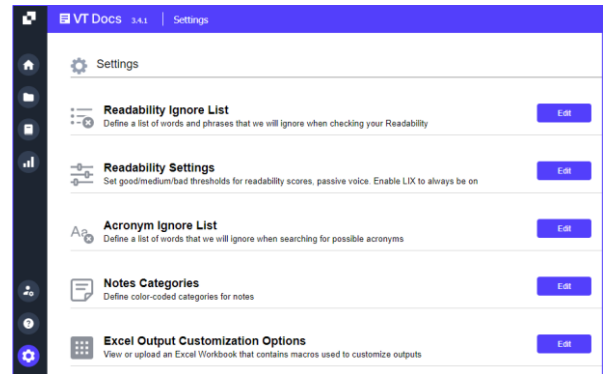 VT Docs 3.4.1 Settings
Settings
Readability Ignore List
Define a list of words and phrases that we will ignore when checking your Readability
Edit
Readability Settings
Set good/medium/bad thresholds for readability scores, passive voice. Enable LIX to always be on
Edit
Aa
Acronym Ignore List
Define a list of words that we will ignore when searching for possible acronyms
Edit
Notes Categories
Define color-coded categories for notes
Edit
Excel Output Customization Options
View or upload an Excel Workbook that contains macros used to customize outputs
Edit